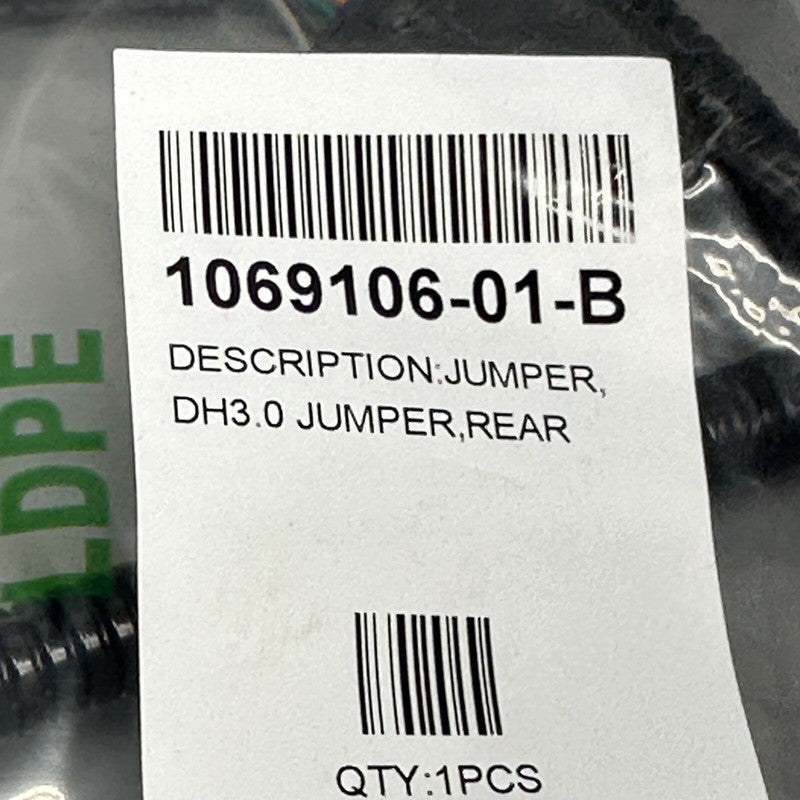 1069106-01-B
DESCRIPTION:JUMPER,
DH3.0 JUMPER,REAR
QTY:1PCS
LDPE